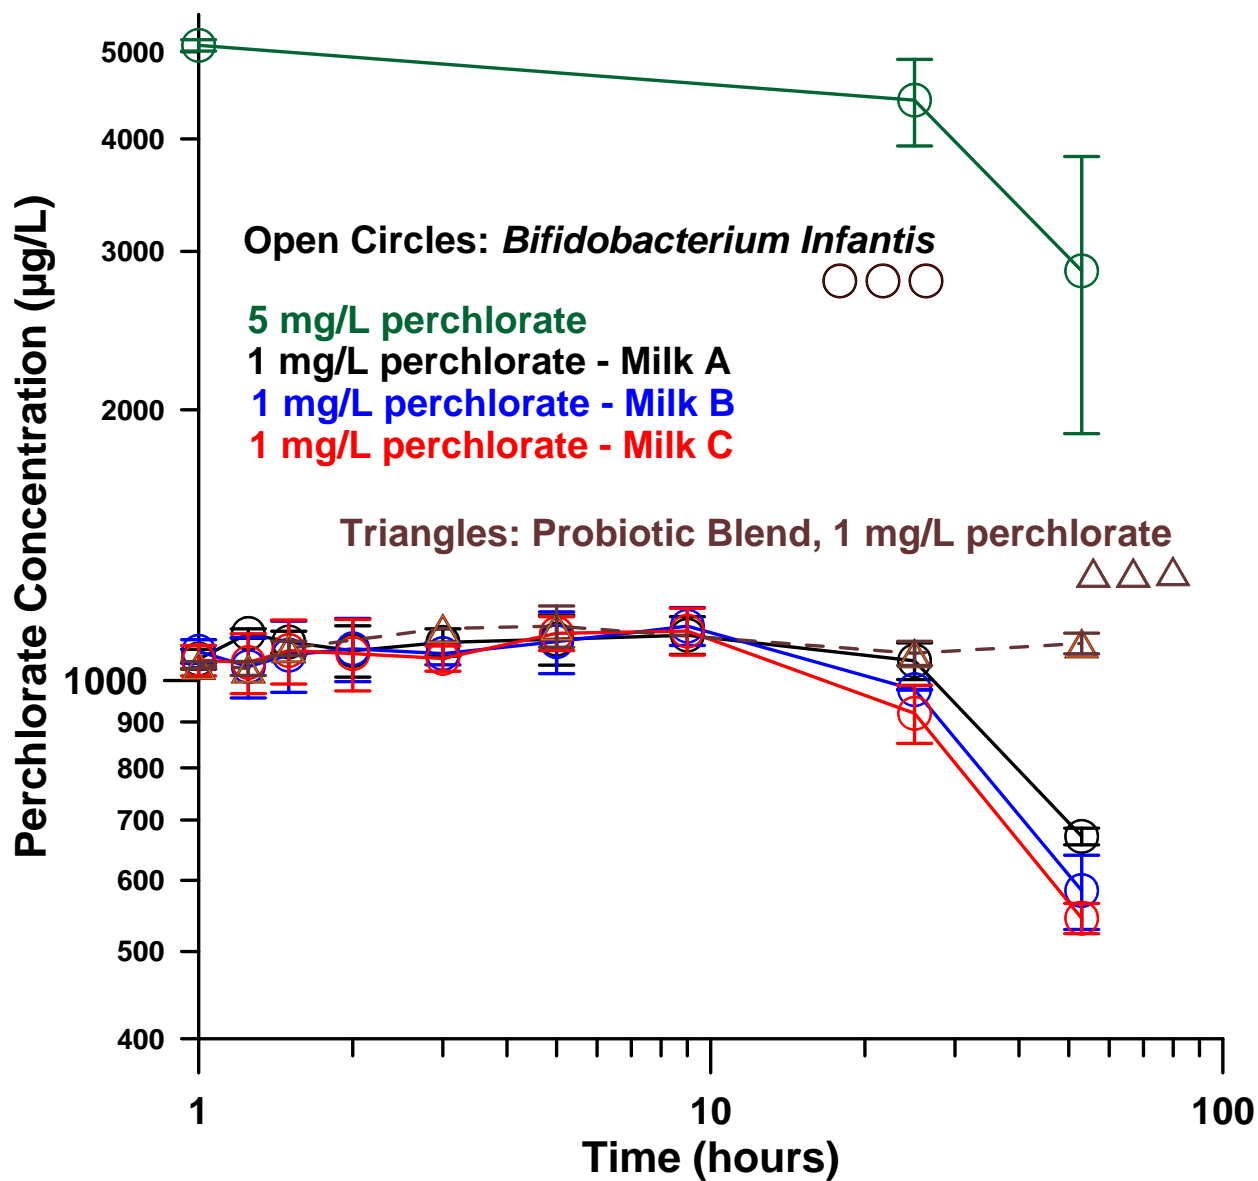 5000
4000
3000
2000
1000
900
800
700
600
500
400
Perchlorate Concentration (µg/L)
Open Circles: Bifidobacterium Infantis
5 mg/L perchlorate
1 mg/L perchlorate - Milk A
1 mg/L perchlorate - Milk B
1 mg/L perchlorate - Milk C
Triangles: Probiotic Blend, 1 mg/L perchlorate
1 10 100
Time (hours)